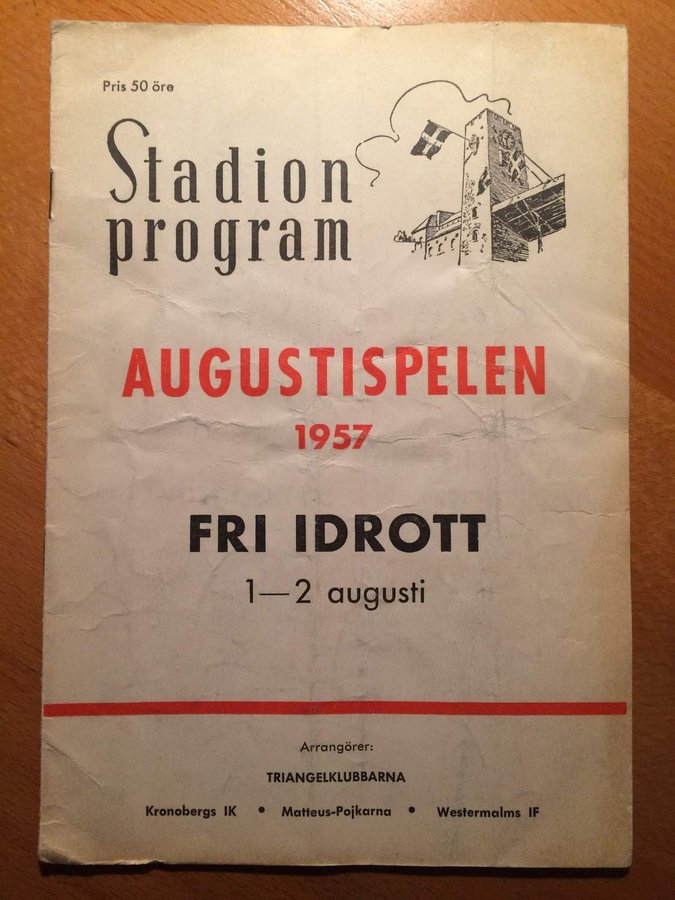 Pris 50 öre
Stadion
program
AUGUSTISPELEN
1957
FRI IDROTT
1—2 augusti
Arrangörer:
TRIANGELKLUBBARNA
Kronobergs IK • Matteus-Pojkarna • Westermalms IF